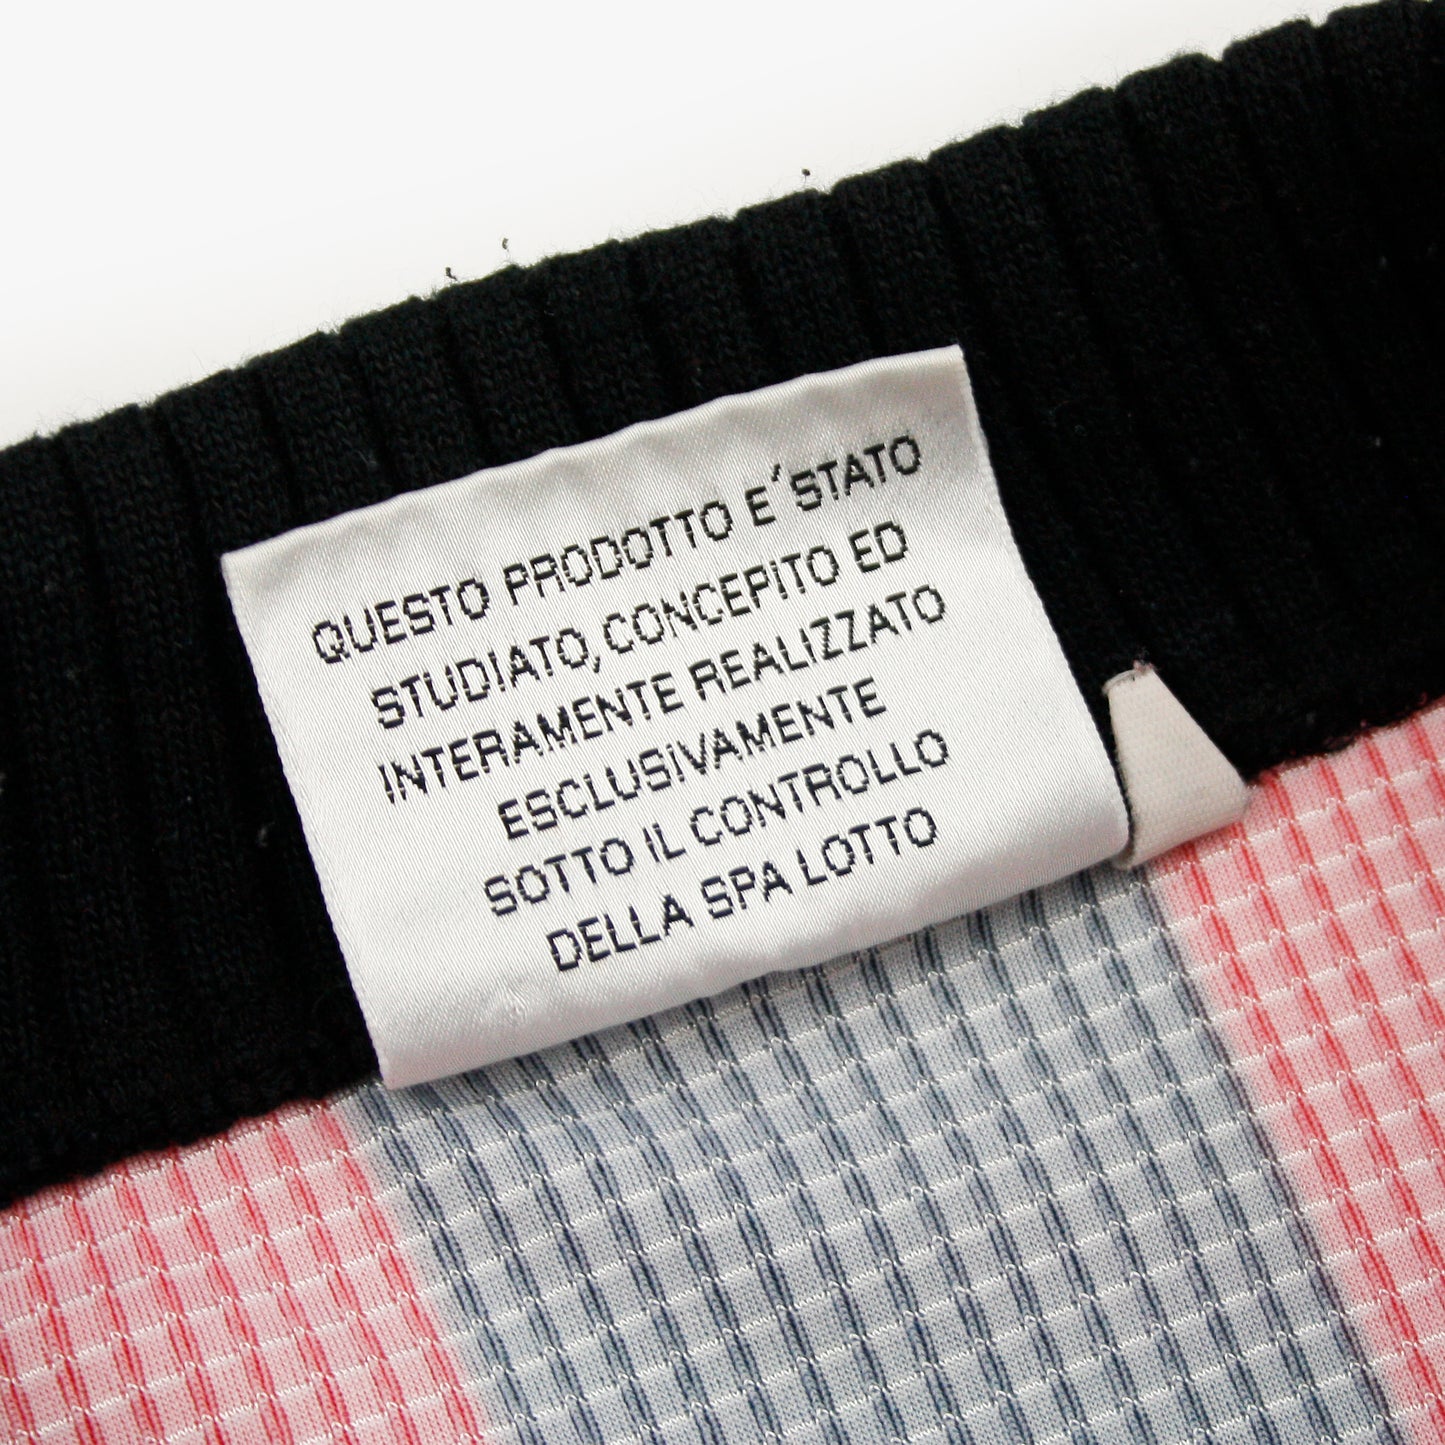 QUESTO PRODOTTO E´STATO
STUDIATO, CONCEPITO ED
INTERAMENTE REALIZZATO
ESCLUSIVAMENTE
SOTTO IL CONTROLLO
DELLA SPA LOTTO